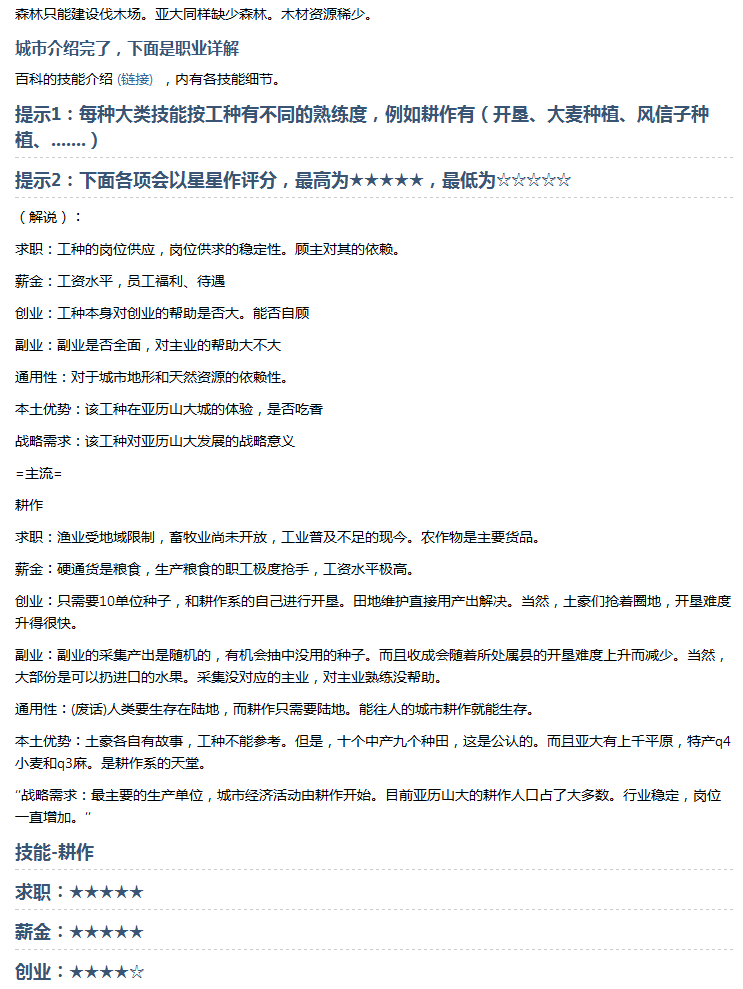 森林只能建设伐木场。亚大同样缺少森林。木材资源稀少。
城市介绍完了，下面是职业详解
百科的技能介绍 (链接) ，内有各技能细节。
提示1：每种大类技能按工种有不同的熟练度，例如耕作有（开垦、大麦种植、风信子种
植、.......）
提示2：下面各项会以星星作评分，最高为★★★★★，最低为☆☆☆☆☆
（解说）：
求职：工种的岗位供应，岗位供求的稳定性。顾主对其的依赖。
薪金：工资水平，员工福利、待遇
创业：工种本身对创业的帮助是否大。能否自顾
副业：副业是否全面，对主业的帮助大不大
通用性：对于城市地形和天然资源的依赖性。
本土优势：该工种在亚历山大城的体验，是否吃香
战略需求：该工种对亚历山大发展的战略意义
=主流=
耕作
求职：渔业受地域限制，畜牧业尚未开放，工业普及不足的现今。农作物是主要货品。
薪金：硬通货是粮食，生产粮食的职工极度抢手，工资水平极高。
创业：只需要10单位种子，和耕作系的自己进行开垦。田地维护直接用产出解决。当然，土豪们抢着圈地，开垦难度
升得很快。
副业：副业的采集产出是随机的，有机会抽中没用的种子。而且收成会随着所处属县的开垦难度上升而减少。当然，
大部份是可以扔进口的水果。采集没对应的主业，对主业熟练没帮助。
通用性：(废话)人类要生存在陆地，而耕作只需要陆地。能往人的城市耕作就能生存。
本土优势：土豪各自有故事，工种不能参考。但是，十个中产九个种田，这是公认的。而且亚大有上千平原，特产q4
小麦和q3麻。是耕作系的天堂。
“战略需求：最主要的生产单位，城市经济活动由耕作开始。目前亚历山大的耕作人口占了大多数。行业稳定，岗位
一直增加。”
技能-耕作
求职：★★★★★
薪金：★★★★★
创业：★★★★☆